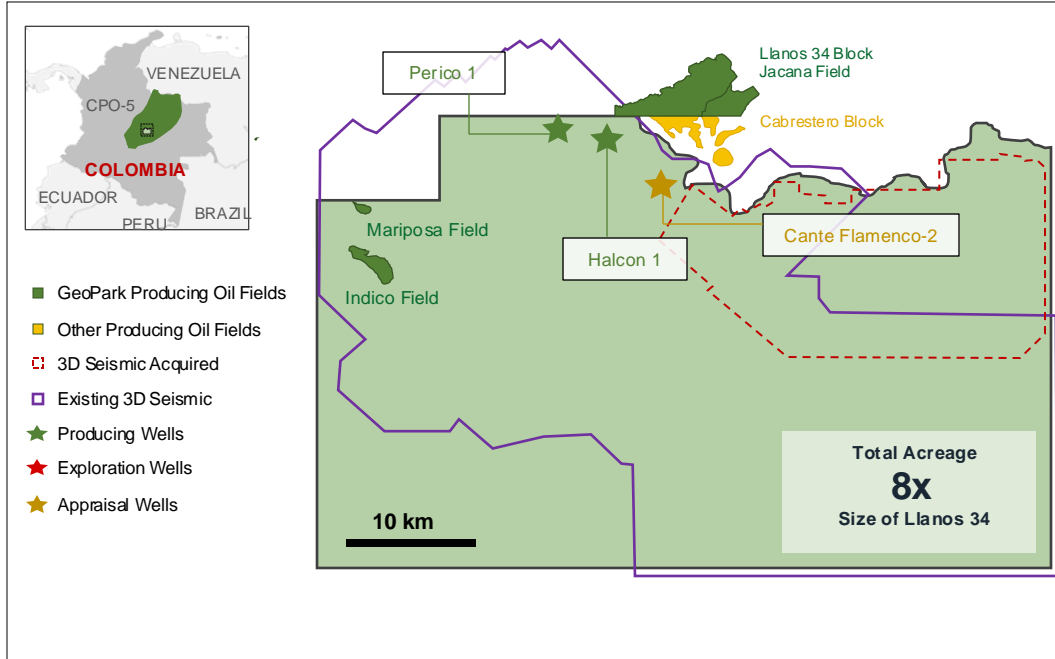 VENEZUELA
CPO-5
COLOMBIA
ECUADOR
BRAZIL
PERU
GeoPark Producing Oil Fields
Other Producing Oil Fields
3D Seismic Acquired
Existing 3D Seismic
Producing Wells
Exploration Wells
Appraisal Wells
Perico 1
Llanos 34 Block
Jacana Field
Cabrestero Block
Mariposa Field
Indico Field
Halcon 1
Cante Flamenco-2
10 km
Total Acreage
8x
Size of Llanos 34